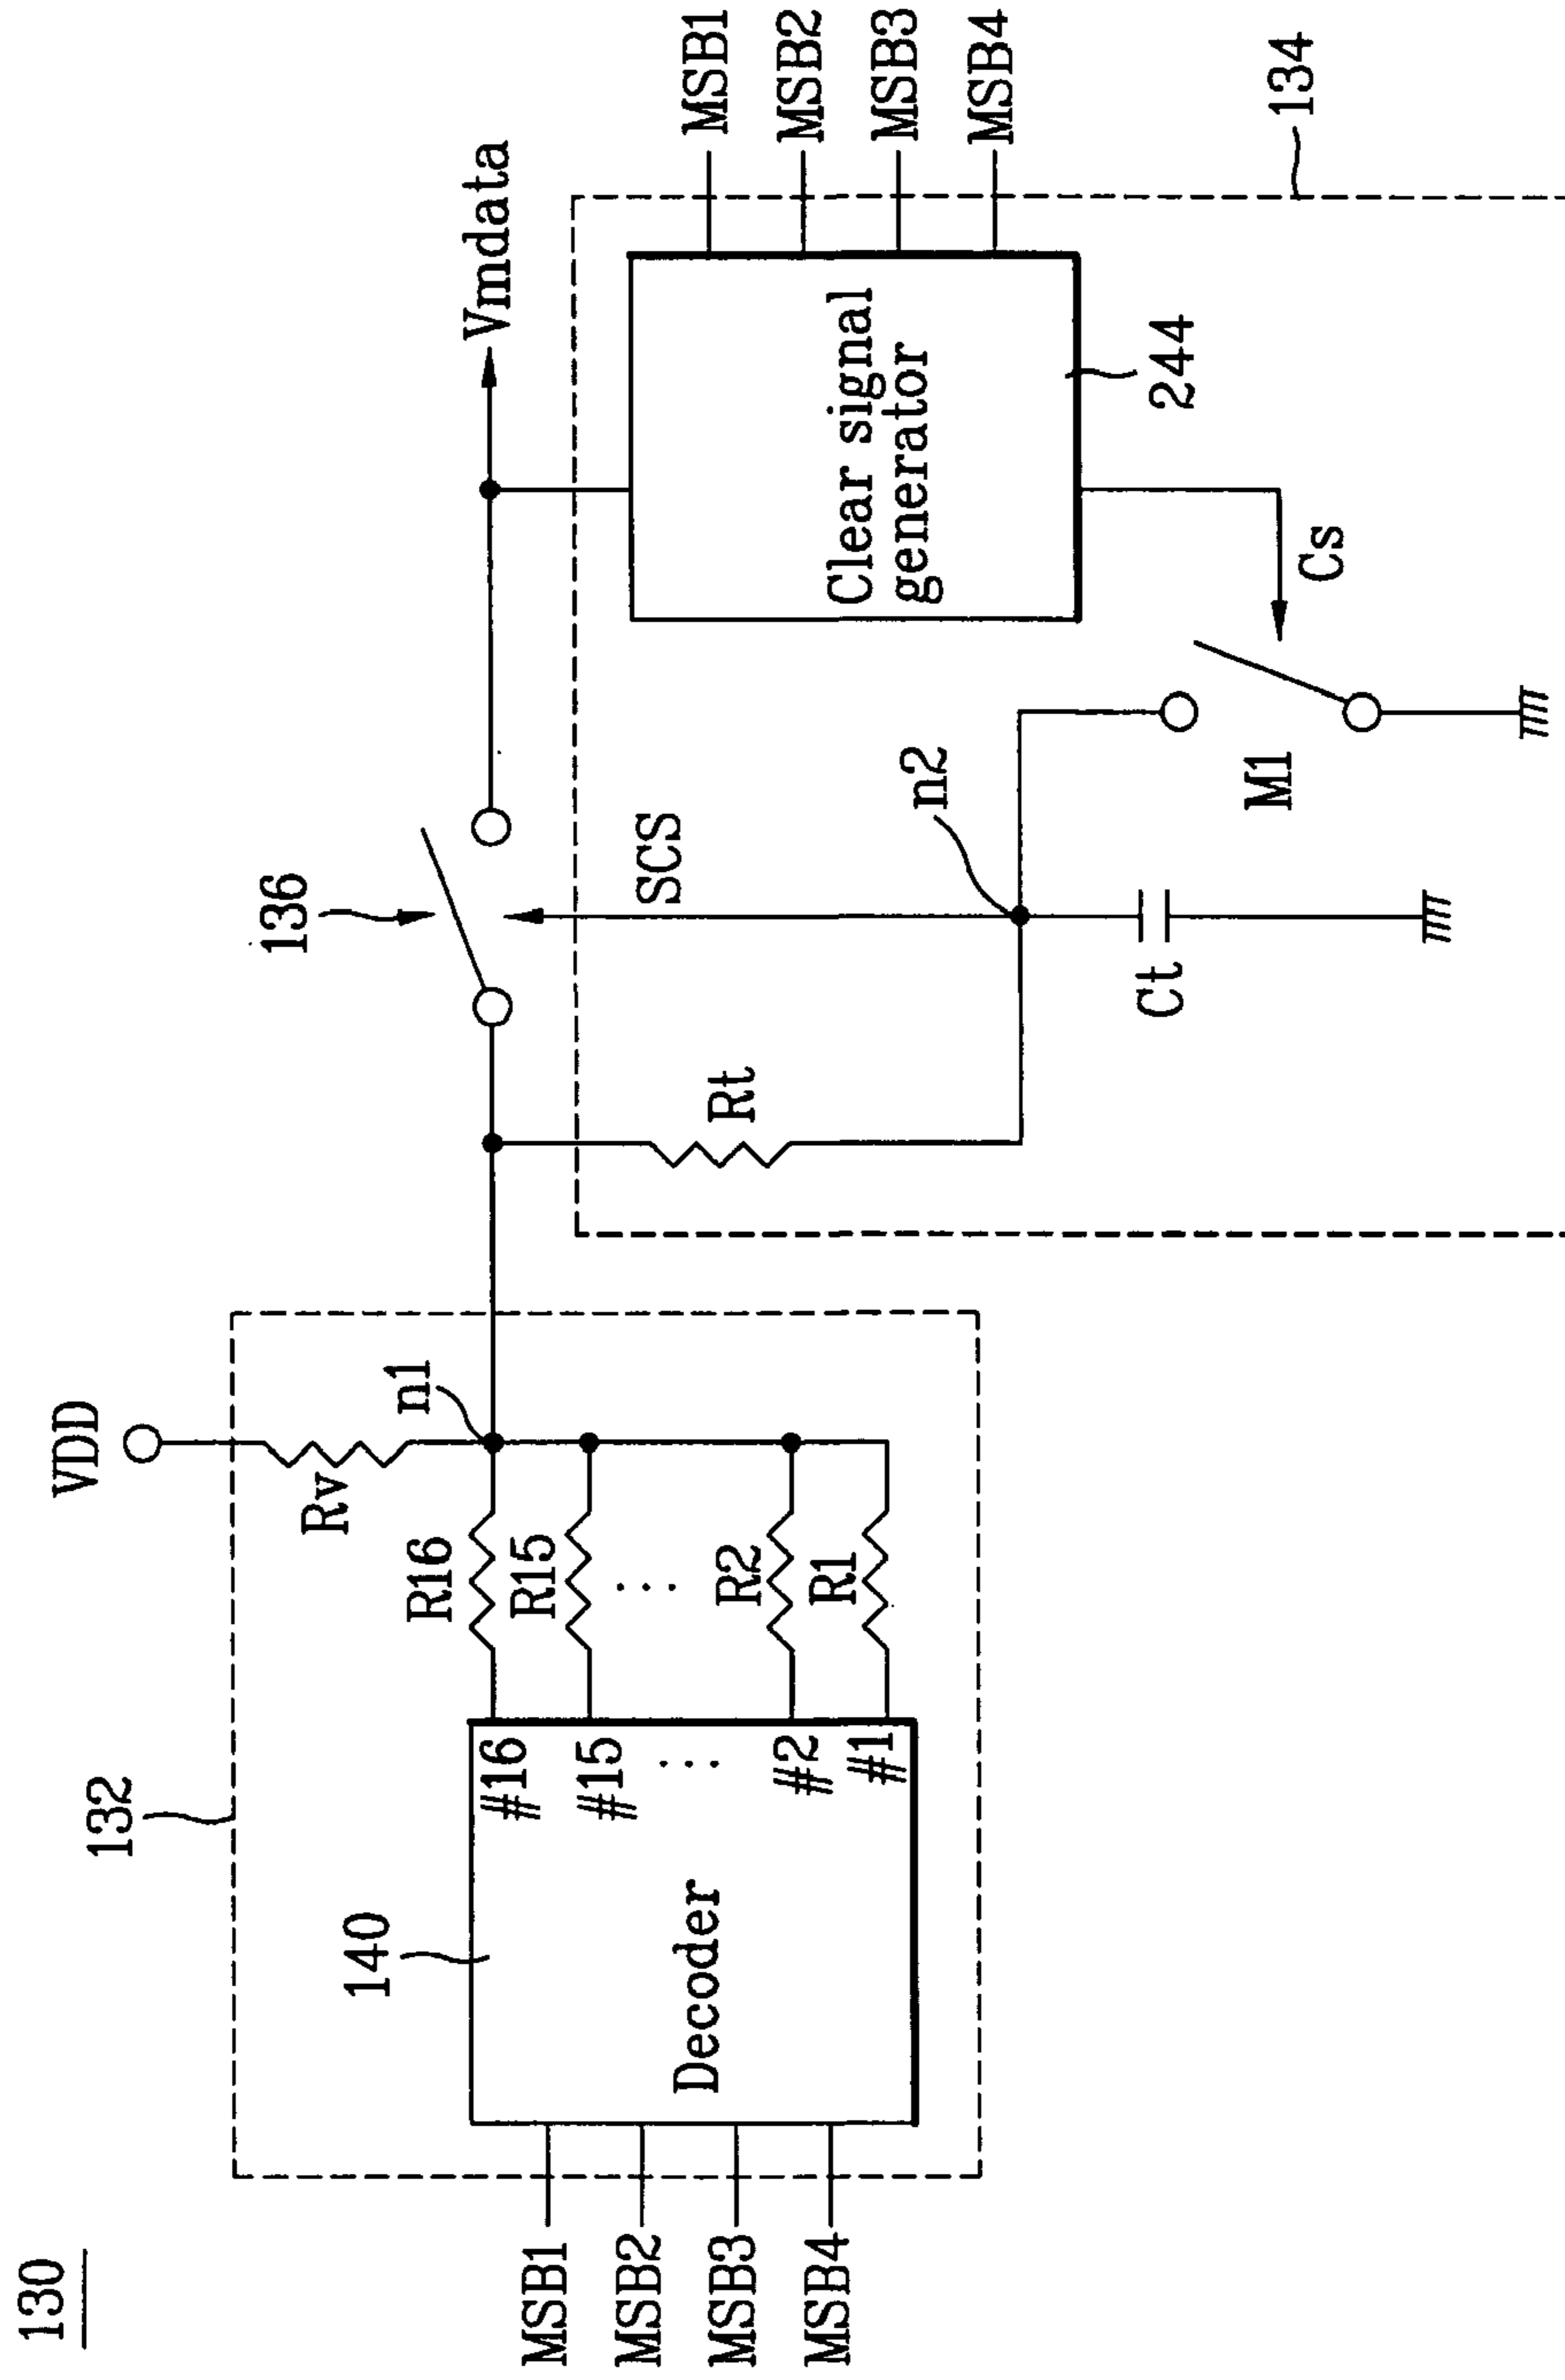 130
132
VDD
Rv
n1
140
Decoder
MSB1
MSB2
MSB3
MSB4
#16
#15
⋮
#2
#1
R16
R15
⋮
R2
R1
136
Vmdata
SCS
Rt
n2
Ct
M1
Cs
Clear signal
generator
244
MSB1
MSB2
MSB3
MSB4
134